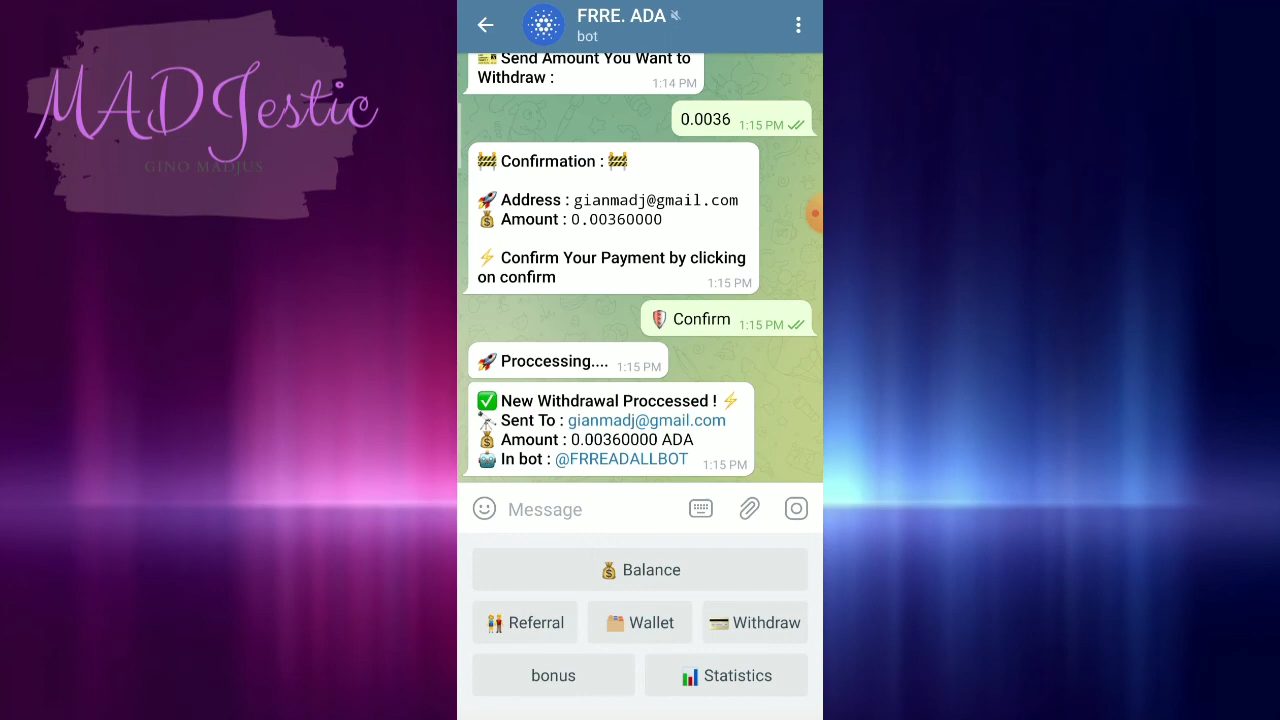 MADJestic
GINO MADJUS
FRRE. ADA
bot
Send Amount You Want to
Withdraw :
1:14 PM
0.0036 1:15 PM
Confirmation :
Address : gianmadj@gmail.com
Amount : 0.00360000
Confirm Your Payment by clicking
on confirm
1:15 PM
Confirm 1:15 PM
Proccessing.... 1:15 PM
New Withdrawal Proccessed !
Sent To : gianmadj@gmail.com
Amount : 0.00360000 ADA
In bot : @FRREADALLBOT 1:15 PM
Message
Balance
Referral
Wallet
Withdraw
bonus
Statistics